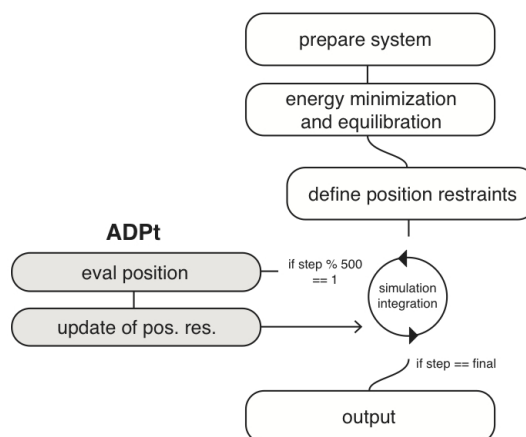 prepare system
energy minimization
and equilibration
define position restraints
ADPt
eval position
if step % 500
== 1
simulation
integration
update of pos. res.
if step == final
output